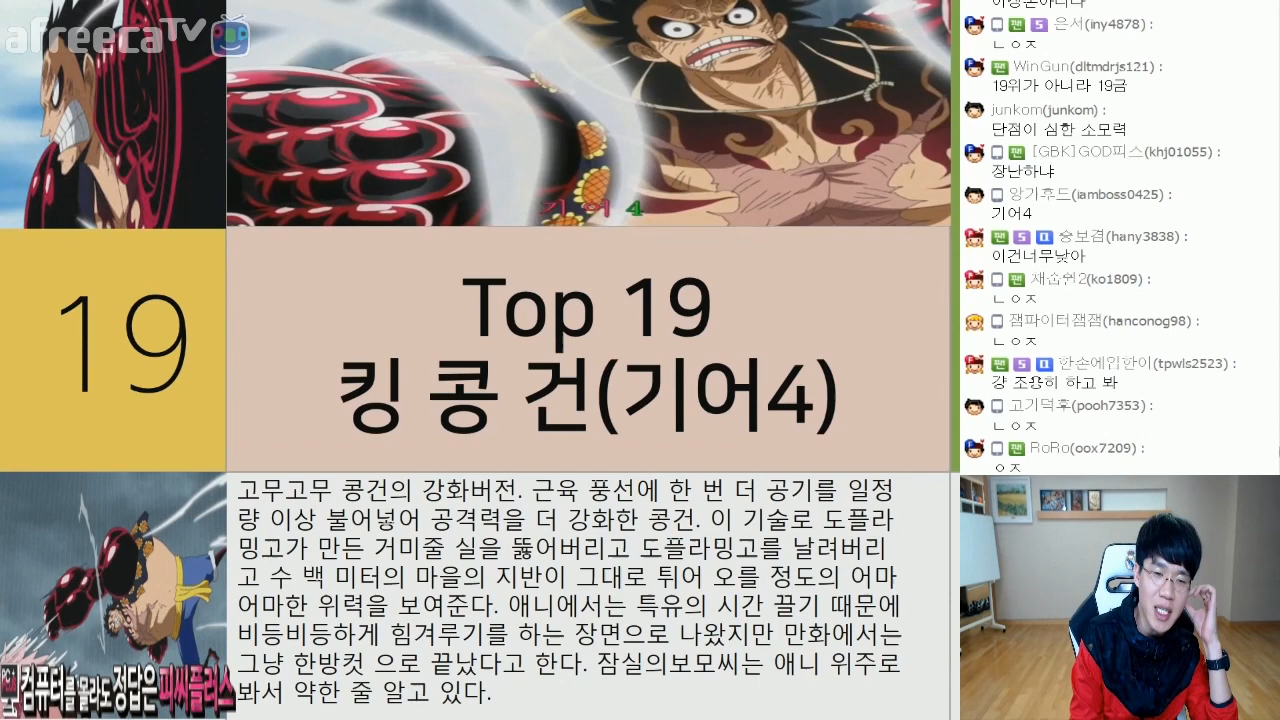 afreecaTV
기어4
19
Top 19
킹 콩 건(기어4)
고무고무 콩건의 강화버전. 근육 풍선에 한 번 더 공기를 일정
량 이상 불어넣어 공격력을 더 강화한 콩건. 이 기술로 도플라
밍고가 만든 거미줄 실을 뚫어버리고 도플라밍고를 날려버리
고 수 백 미터의 마을의 지반이 그대로 튀어 오를 정도의 어마
어마한 위력을 보여준다. 애니에서는 특유의 시간 끌기 때문에
비등비등하게 힘겨루기를 하는 장면으로 나왔지만 만화에서는
그냥 한방컷 으로 끝났다고 한다. 잠실의보모씨는 애니 위주로
봐서 약한 줄 알고 있다.
컴퓨터를 몰라도 정답은 피씨플러스
팬 S 은서(iny4878) :
ㄴㅇㅈ
팬 WinGun(dltmdrjs121) :
19위가 아니라 19금
junkom(junkom) :
단점이 심한 소모력
팬 [GBK]GOD피스(khj01055) :
장난하냐
앙기후드(iamboss0425) :
기어4
팬 S (hany3838) :
이건너무낮아
팬 (ko1809) :
ㄴㅇㅈ
잼파이터잼잼(hanconog98) :
ㄴㅇㅈ
팬 S 한손에입한이(tpwls2523) :
걍 조용히 하고 봐
고기덕후(pooh7353) :
ㄴㅇㅈ
팬 RoRo(oox7209) :
ㅇㅈ